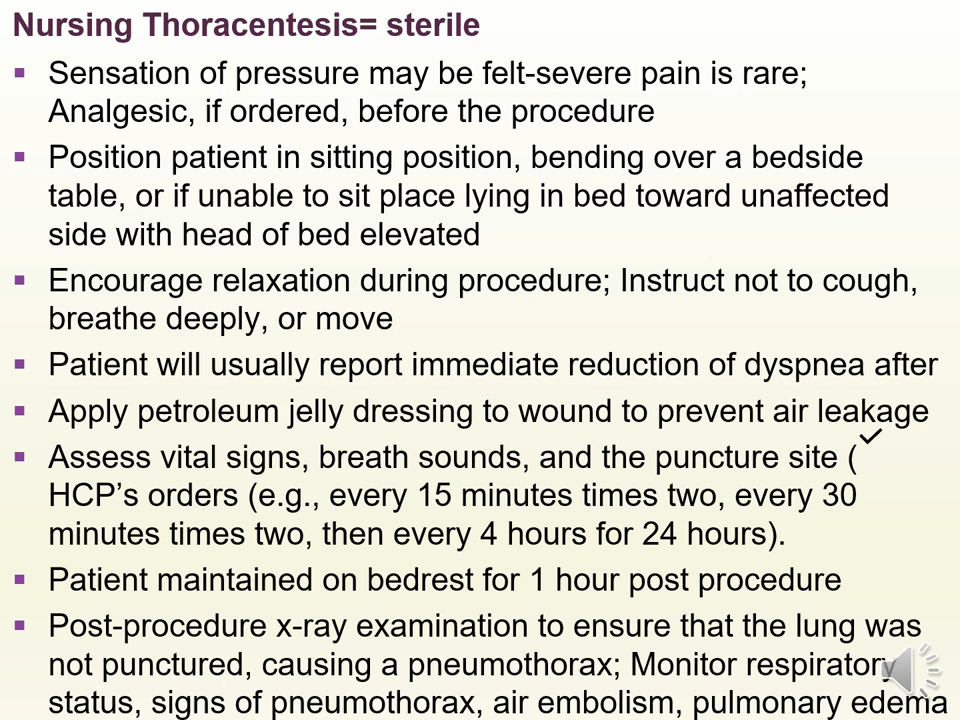 Nursing Thoracentesis= sterile
▪ Sensation of pressure may be felt-severe pain is rare;
Analgesic, if ordered, before the procedure
▪ Position patient in sitting position, bending over a bedside
table, or if unable to sit place lying in bed toward unaffected
side with head of bed elevated
▪ Encourage relaxation during procedure; Instruct not to cough,
breathe deeply, or move
▪ Patient will usually report immediate reduction of dyspnea after
▪ Apply petroleum jelly dressing to wound to prevent air leakage
▪ Assess vital signs, breath sounds, and the puncture site (✓
HCP’s orders (e.g., every 15 minutes times two, every 30
minutes times two, then every 4 hours for 24 hours).
▪ Patient maintained on bedrest for 1 hour post procedure
▪ Post-procedure x-ray examination to ensure that the lung was
not punctured, causing a pneumothorax; Monitor respiratory
status, signs of pneumothorax, air embolism, pulmonary edema